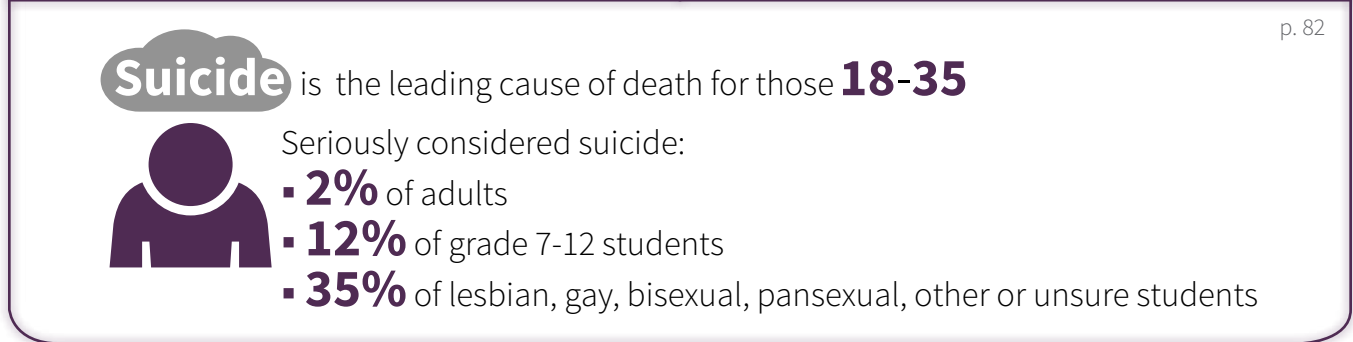 p. 82
Suicide is the leading cause of death for those 18-35
Seriously considered suicide:
▪ 2% of adults
▪ 12% of grade 7-12 students
▪ 35% of lesbian, gay, bisexual, pansexual, other or unsure students